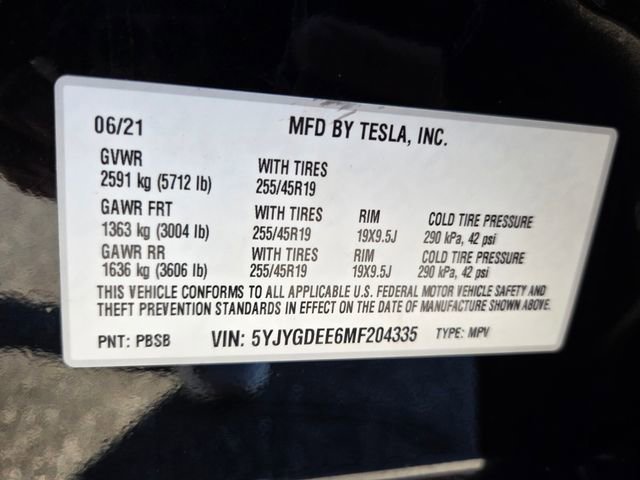 06/21 MFD BY TESLA, INC.
GVWR WITH TIRES
2591 kg (5712 lb) 255/45R19
GAWR FRT WITH TIRES RIM COLD TIRE PRESSURE
1363 kg (3004 lb) 255/45R19 19X9.5J 290 kPa, 42 psi
GAWR RR WITH TIRES RIM COLD TIRE PRESSURE
1636 kg (3606 lb) 255/45R19 19X9.5J 290 kPa, 42 psi
THIS VEHICLE CONFORMS TO ALL APPLICABLE U.S. FEDERAL MOTOR VEHICLE SAFETY AND
THEFT PREVENTION STANDARDS IN EFFECT ON THE DATE OF MANUFACTURE SHOWN ABOVE.
PNT: PBSB VIN: 5YJYGDEE6MF204335 TYPE: MPV